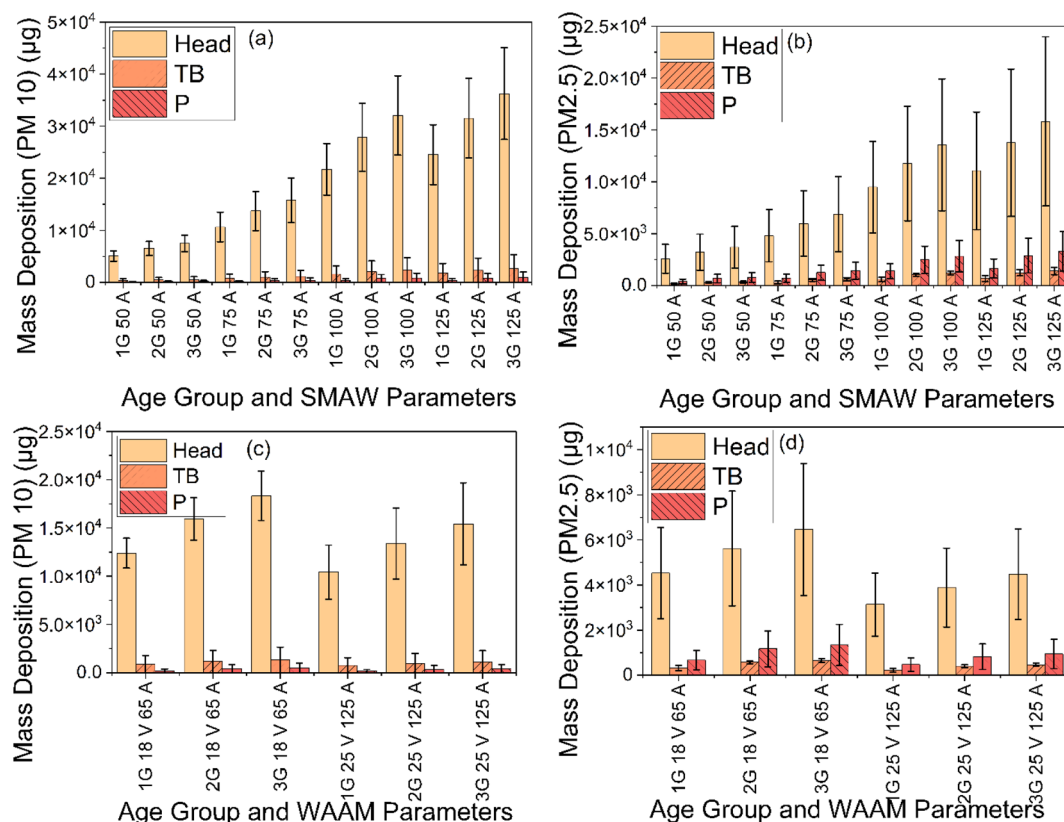 Mass Deposition (PM 10) (µg)
5×10⁴
4×10⁴
3×10⁴
2×10⁴
1×10⁴
0
Head
TB
P
(a)
1G 50 A
2G 50 A
3G 50 A
1G 75 A
2G 75 A
3G 75 A
1G 100 A
2G 100 A
3G 100 A
1G 125 A
2G 125 A
3G 125 A
Age Group and SMAW Parameters
Mass Deposition (PM2.5) (µg)
2.5×10⁴
2.0×10⁴
1.5×10⁴
1.0×10⁴
5.0×10³
0.0
Head
TB
P
(b)
1G 50 A
2G 50 A
3G 50 A
1G 75 A
2G 75 A
3G 75 A
1G 100 A
2G 100 A
3G 100 A
1G 125 A
2G 125 A
3G 125 A
Age Group and SMAW Parameters
Mass Deposition (PM 10) (µg)
2.5×10⁴
2.0×10⁴
1.5×10⁴
1.0×10⁴
5.0×10³
0.0
Head
TB
P
(c)
1G 18 V 65 A
2G 18 V 65 A
3G 18 V 65 A
1G 25 V 125 A
2G 25 V 125 A
3G 25 V 125 A
Age Group and WAAM Parameters
Mass Deposition (PM2.5) (µg)
1×10⁴
8×10³
6×10³
4×10³
2×10³
0
Head
TB
P
(d)
1G 18 V 65 A
2G 18 V 65 A
3G 18 V 65 A
1G 25 V 125 A
2G 25 V 125 A
3G 25 V 125 A
Age Group and WAAM Parameters